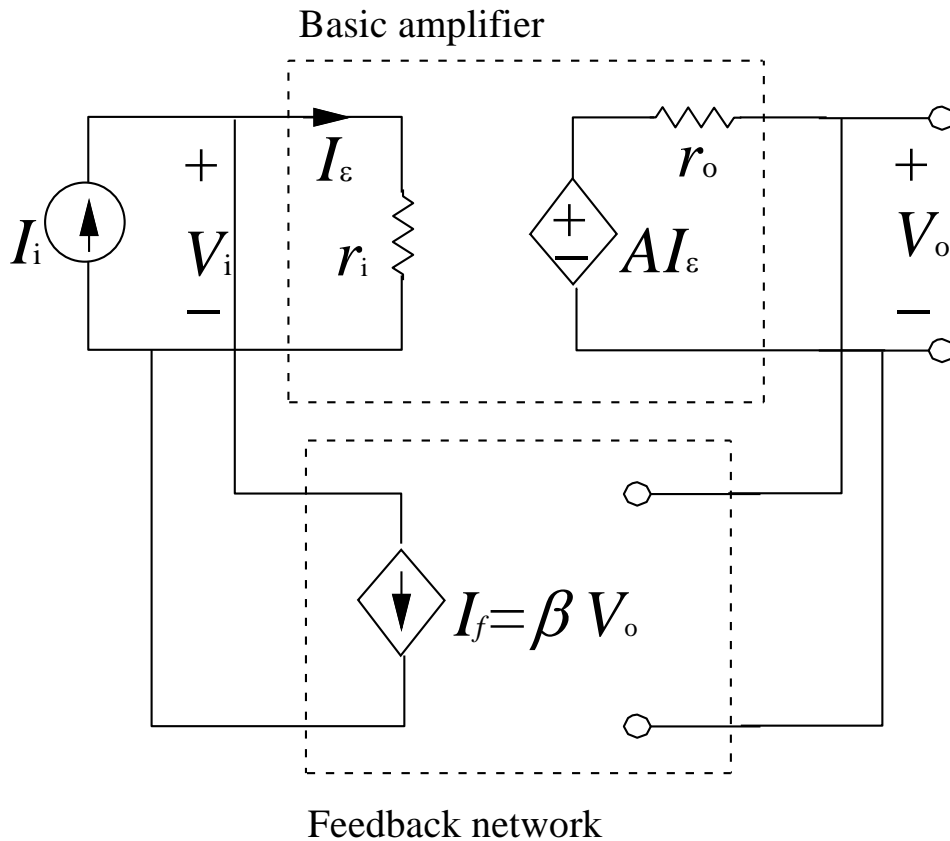 Basic amplifier
+
I_ε
r_o
+
I_i
V_i
r_i
+
−
AI_ε
V_o
−
−
I_f=β V_o
Feedback network